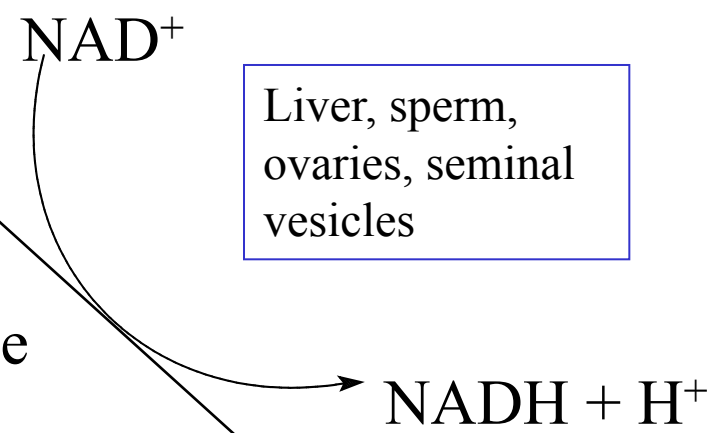 NAD⁺
Liver, sperm,
ovaries, seminal
vesicles
e
NADH + H⁺